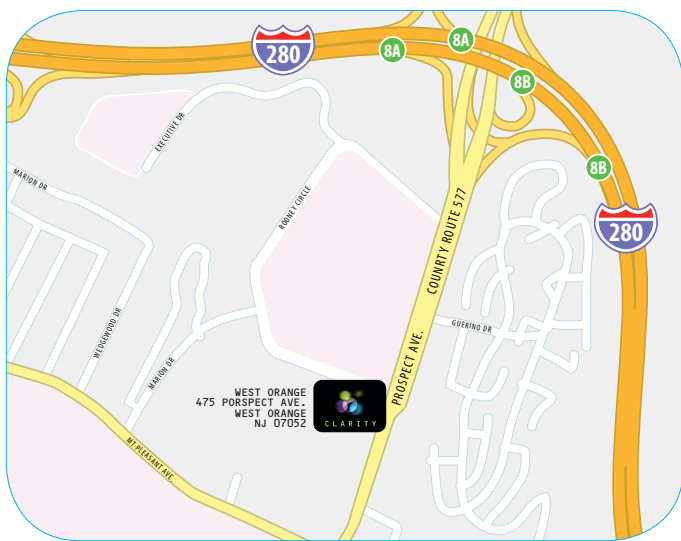 280
8A
8A
8B
EXECUTIVE DR
8B
MARION DR
ROONEY CIRCLE
COUNRTY ROUTE 577
280
WEDGEWOOD DR
GUERINO DR
MARION DR
PROSPECT AVE.
WEST ORANGE
475 PORSPECT AVE.
WEST ORANGE
NJ 07052
CLARITY
MT PLEASANT AVE.